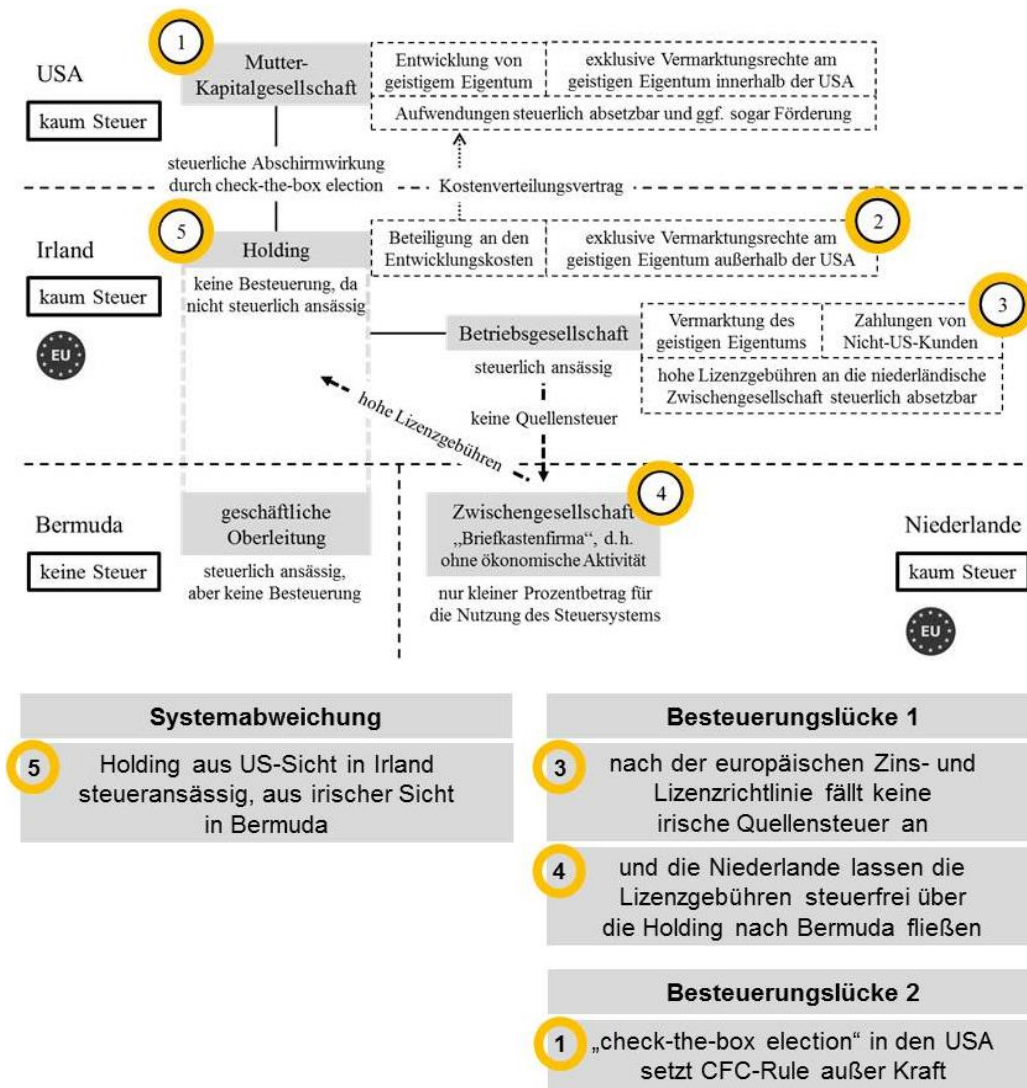 1
USA
kaum Steuer
Mutter-
Kapitalgesellschaft
Entwicklung von
geistigem Eigentum
exklusive Vermarktungsrechte am
geistigen Eigentum innerhalb der USA
Aufwendungen steuerlich absetzbar und ggf. sogar Förderung
steuerliche Abschirmwirkung
durch check-the-box election
Kostenverteilungsvertrag
5
2
Irland
kaum Steuer
EU
Holding
keine Besteuerung, da
nicht steuerlich ansässig
Beteiligung an den
Entwicklungskosten
exklusive Vermarktungsrechte am
geistigen Eigentum außerhalb der USA
3
Betriebsgesellschaft
steuerlich ansässig
Vermarktung des
geistigen Eigentums
Zahlungen von
Nicht-US-Kunden
hohe Lizenzgebühren an die niederländische
Zwischengesellschaft steuerlich absetzbar
hohe Lizenzgebühren
keine Quellensteuer
4
Bermuda
keine Steuer
geschäftliche
Oberleitung
steuerlich ansässig,
aber keine Besteuerung
Zwischengesellschaft
„Briefkastenfirma“, d.h.
ohne ökonomische Aktivität
nur kleiner Prozentbetrag für
die Nutzung des Steuersystems
Niederlande
kaum Steuer
EU
Systemabweichung
5 Holding aus US-Sicht in Irland
steueransässig, aus irischer Sicht
in Bermuda
Besteuerungslücke 1
3 nach der europäischen Zins- und
Lizenzrichtlinie fällt keine
irische Quellensteuer an
4 und die Niederlande lassen die
Lizenzgebühren steuerfrei über
die Holding nach Bermuda fließen
Besteuerungslücke 2
1 „check-the-box election“ in den USA
setzt CFC-Rule außer Kraft